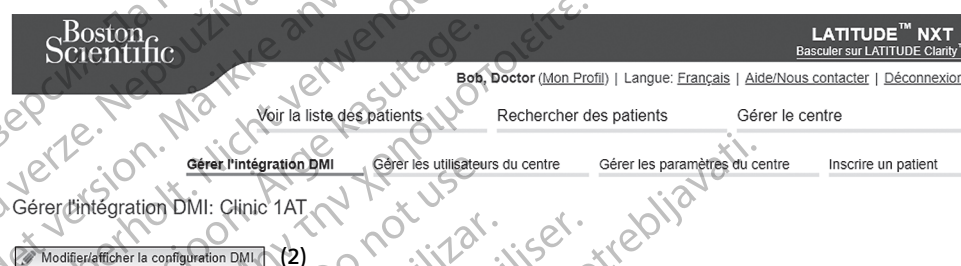 Boston
Scientific
LATITUDE™ NXT
Basculer sur LATITUDE Clarity
Bob, Doctor (Mon Profil) | Langue: Français | Aide/Nous contacter | Déconnexion
Voir la liste des patients Rechercher des patients Gérer le centre
Gérer l'intégration DMI Gérer les utilisateurs du centre Gérer les paramètres du centre Inscrire un patient
Gérer l'intégration DMI: Clinic 1AT
Modifier/afficher la configuration DMI (2)